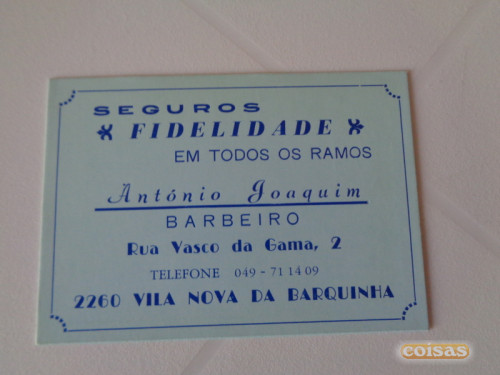 SEGUROS
FIDELIDADE
EM TODOS OS RAMOS
António Joaquim
BARBEIRO
Rua Vasco da Gama, 2
TELEFONE 049 - 71 14 09
2260 VILA NOVA DA BARQUINHA
coisas